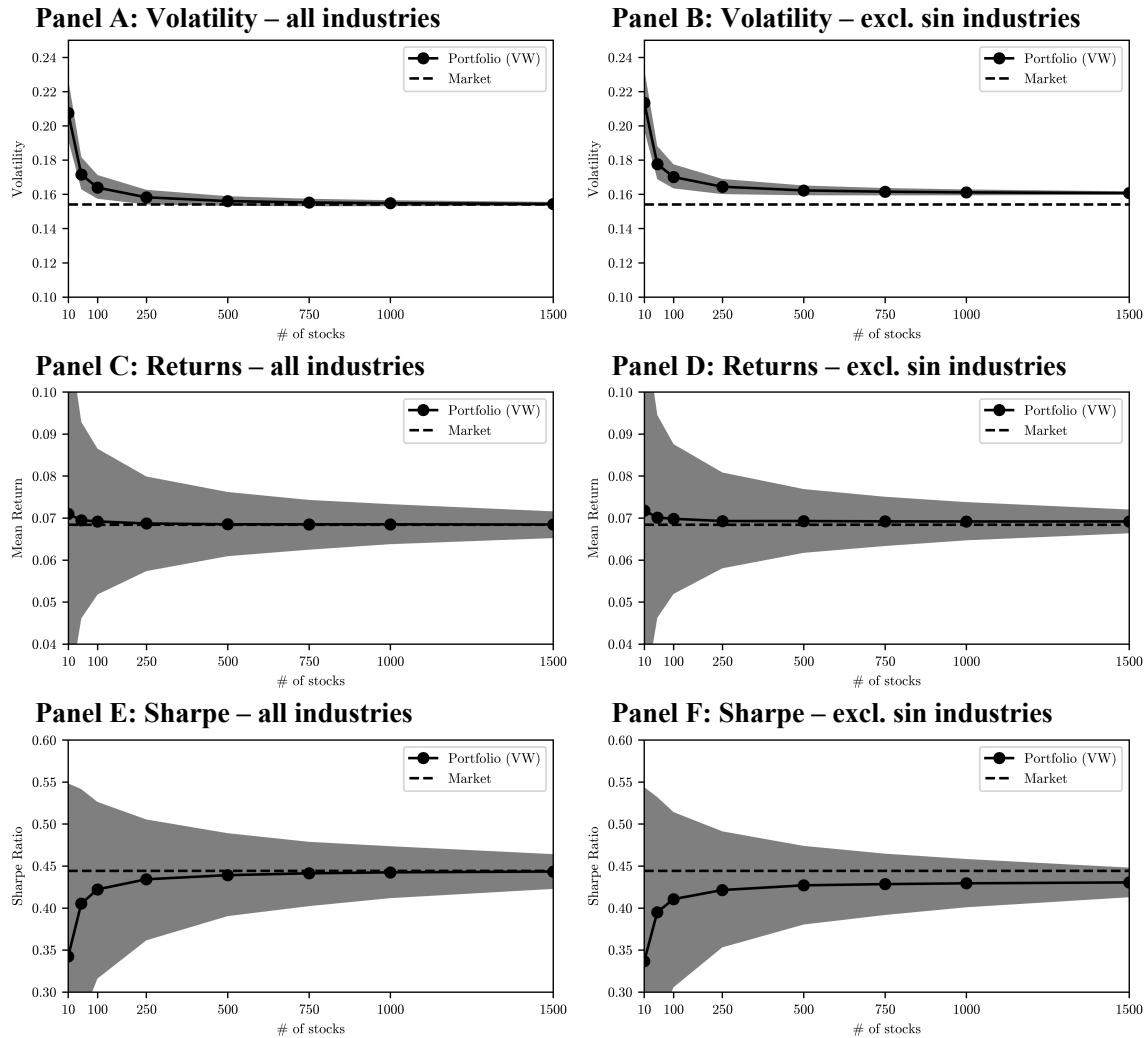 Panel A: Volatility – all industries
0.24
0.22
0.20
0.18
0.16
0.14
0.12
0.10
Volatility
Portfolio (VW)
Market
10 100 250 500 750 1000 1500
# of stocks
Panel B: Volatility – excl. sin industries
0.24
0.22
0.20
0.18
0.16
0.14
0.12
0.10
Volatility
Portfolio (VW)
Market
10 100 250 500 750 1000 1500
# of stocks
Panel C: Returns – all industries
0.10
0.09
0.08
0.07
0.06
0.05
0.04
Mean Return
Portfolio (VW)
Market
10 100 250 500 750 1000 1500
# of stocks
Panel D: Returns – excl. sin industries
0.10
0.09
0.08
0.07
0.06
0.05
0.04
Mean Return
Portfolio (VW)
Market
10 100 250 500 750 1000 1500
# of stocks
Panel E: Sharpe – all industries
0.60
0.55
0.50
0.45
0.40
0.35
0.30
Sharpe Ratio
Portfolio (VW)
Market
10 100 250 500 750 1000 1500
# of stocks
Panel F: Sharpe – excl. sin industries
0.60
0.55
0.50
0.45
0.40
0.35
0.30
Sharpe Ratio
Portfolio (VW)
Market
10 100 250 500 750 1000 1500
# of stocks